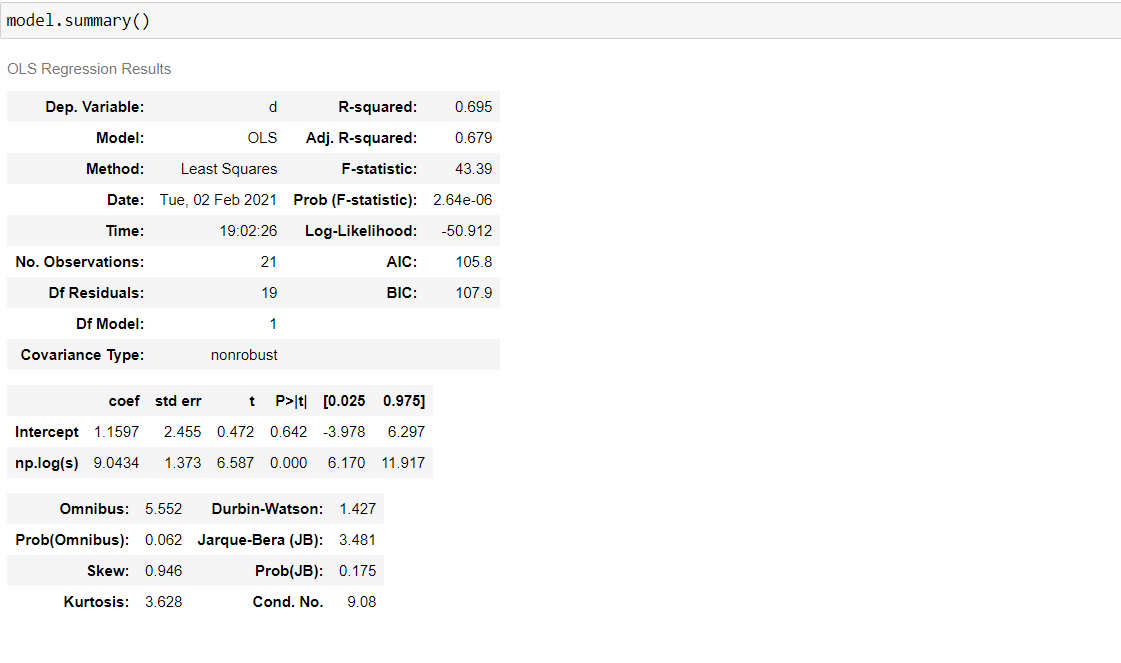 model.summary()
OLS Regression Results
Dep. Variable: d R-squared: 0.695
Model: OLS Adj. R-squared: 0.679
Method: Least Squares F-statistic: 43.39
Date: Tue, 02 Feb 2021 Prob (F-statistic): 2.64e-06
Time: 19:02:26 Log-Likelihood: -50.912
No. Observations: 21 AIC: 105.8
Df Residuals: 19 BIC: 107.9
Df Model: 1
Covariance Type: nonrobust
coef std err t P>|t| [0.025 0.975]
Intercept 1.1597 2.455 0.472 0.642 -3.978 6.297
np.log(s) 9.0434 1.373 6.587 0.000 6.170 11.917
Omnibus: 5.552 Durbin-Watson: 1.427
Prob(Omnibus): 0.062 Jarque-Bera (JB): 3.481
Skew: 0.946 Prob(JB): 0.175
Kurtosis: 3.628 Cond. No. 9.08